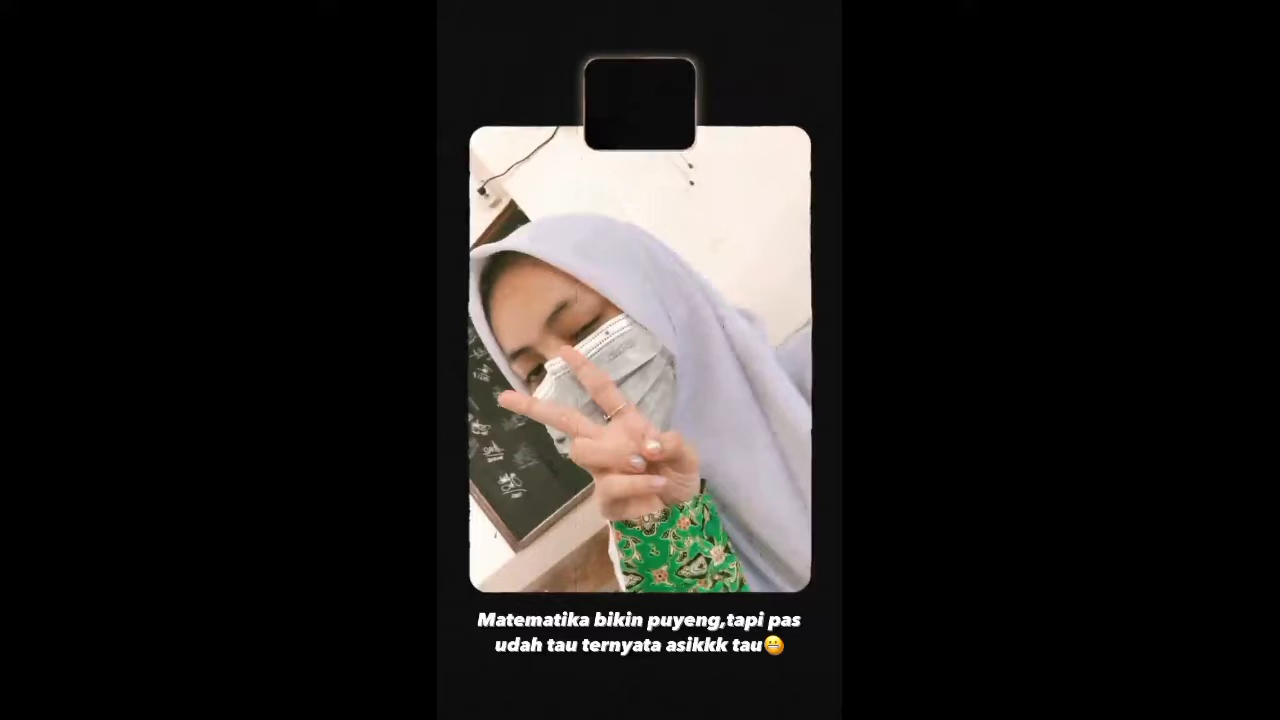 Matematika bikin puyeng,tapi pas
udah tau ternyata asikkk tau😬